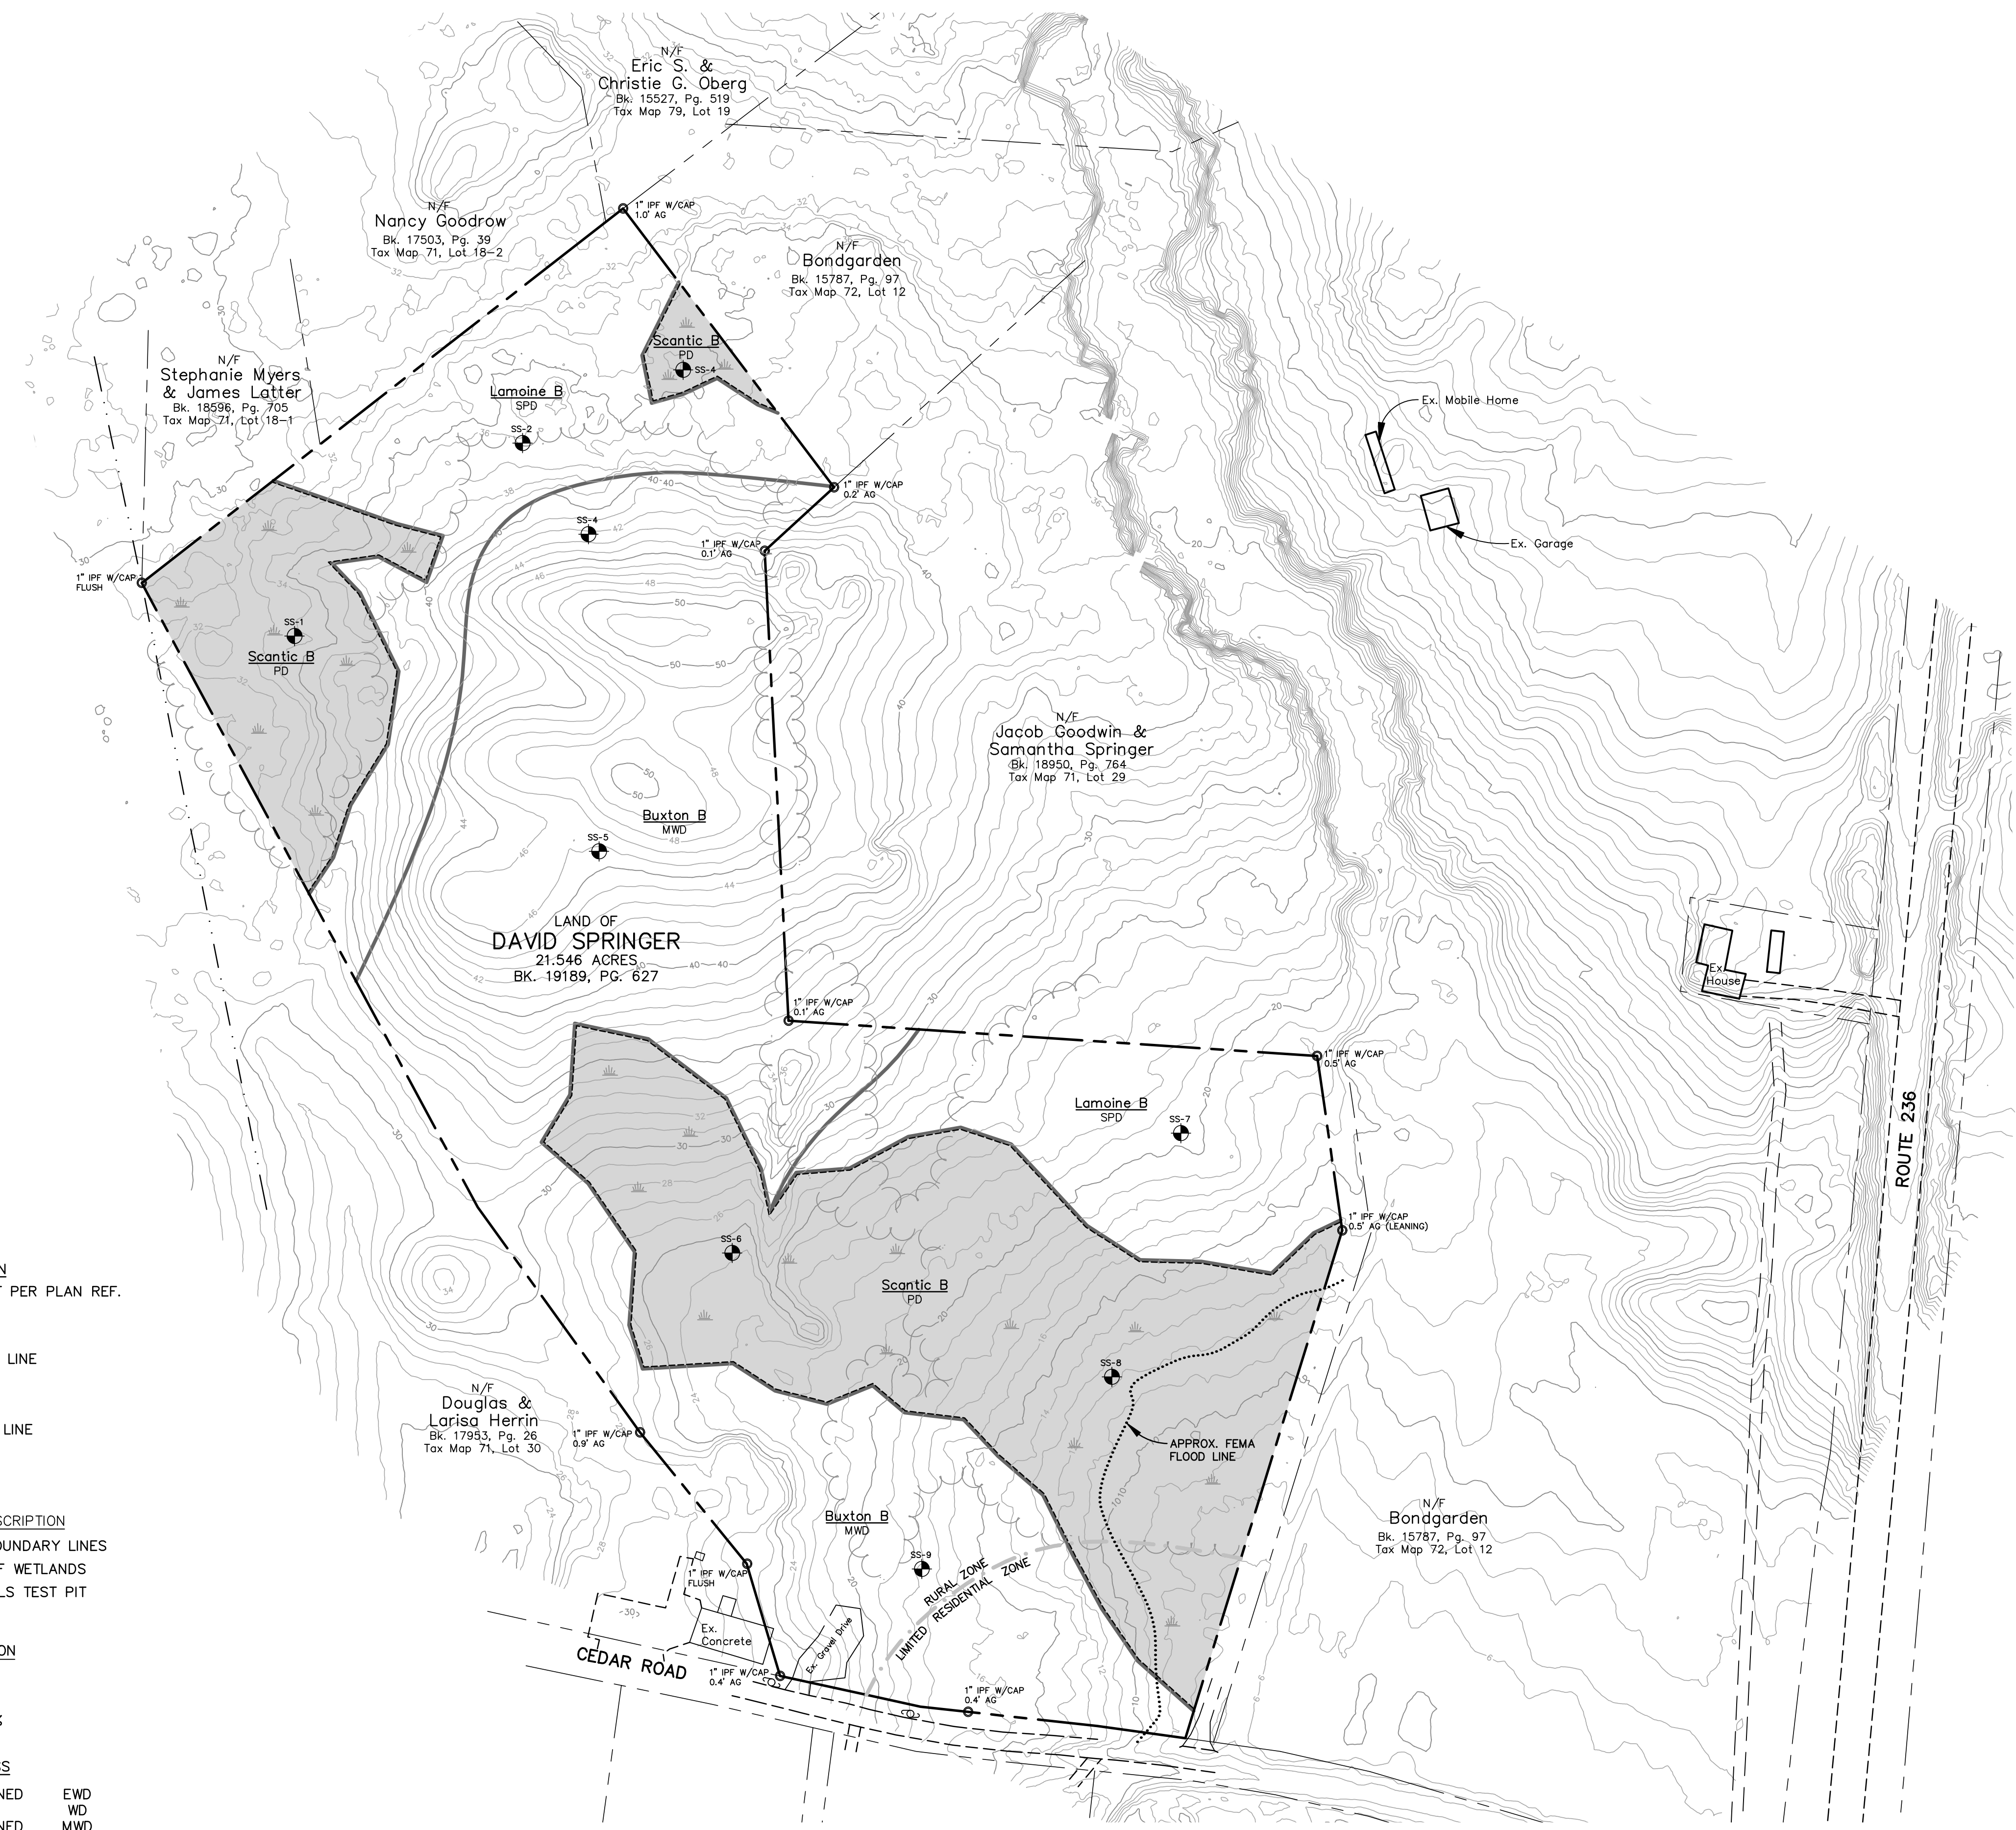 N/F
Eric S. &
Christie G. Oberg
Bk. 15527, Pg. 519
Tax Map 79, Lot 19
N/F
Nancy Goodrow
Bk. 17503, Pg. 39
Tax Map 71, Lot 18-2
1" IPF W/CAP
1.0' AG
N/F
Bondgarden
Bk. 15787, Pg. 97
Tax Map 72, Lot 12
N/F
Stephanie Myers
& James Latter
Bk. 18596, Pg. 705
Tax Map 71, Lot 18-1
Scantic B
PD
SS-4
Lamoine B
SPD
SS-2
Ex. Mobile Home
Ex. Garage
1" IPF W/CAP
0.2' AG
SS-4
1" IPF W/CAP
0.1' AG
1" IPF W/CAP
FLUSH
SS-1
Scantic B
PD
N/F
Jacob Goodwin &
Samantha Springer
Bk. 18950, Pg. 764
Tax Map 71, Lot 29
Buxton B
MWD
SS-5
LAND OF
DAVID SPRINGER
21.546 ACRES
BK. 19189, PG. 627
Ex.
House
1" IPF W/CAP
0.1' AG
1" IPF W/CAP
0.5' AG
Lamoine B
SPD
SS-7
ROUTE 236
1" IPF W/CAP
0.5' AG (LEANING)
SS-6
Scantic B
PD
N
T PER PLAN REF.
LINE
LINE
SS-8
N/F
Douglas &
Larisa Herrin
Bk. 17953, Pg. 26
Tax Map 71, Lot 30
1" IPF W/CAP
0.9' AG
APPROX. FEMA
FLOOD LINE
N/F
Bondgarden
Bk. 15787, Pg. 97
Tax Map 72, Lot 12
Buxton B
MWD
SS-9
SCRIPTION
OUNDARY LINES
F WETLANDS
LS TEST PIT
1" IPF W/CAP
FLUSH
RURAL ZONE
LIMITED RESIDENTIAL ZONE
Ex.
Concrete
Ex. Gravel Drive
CEDAR ROAD
1" IPF W/CAP
0.4' AG
1" IPF W/CAP
0.4' AG
ON
SS
NED EWD
WD
NED MWD